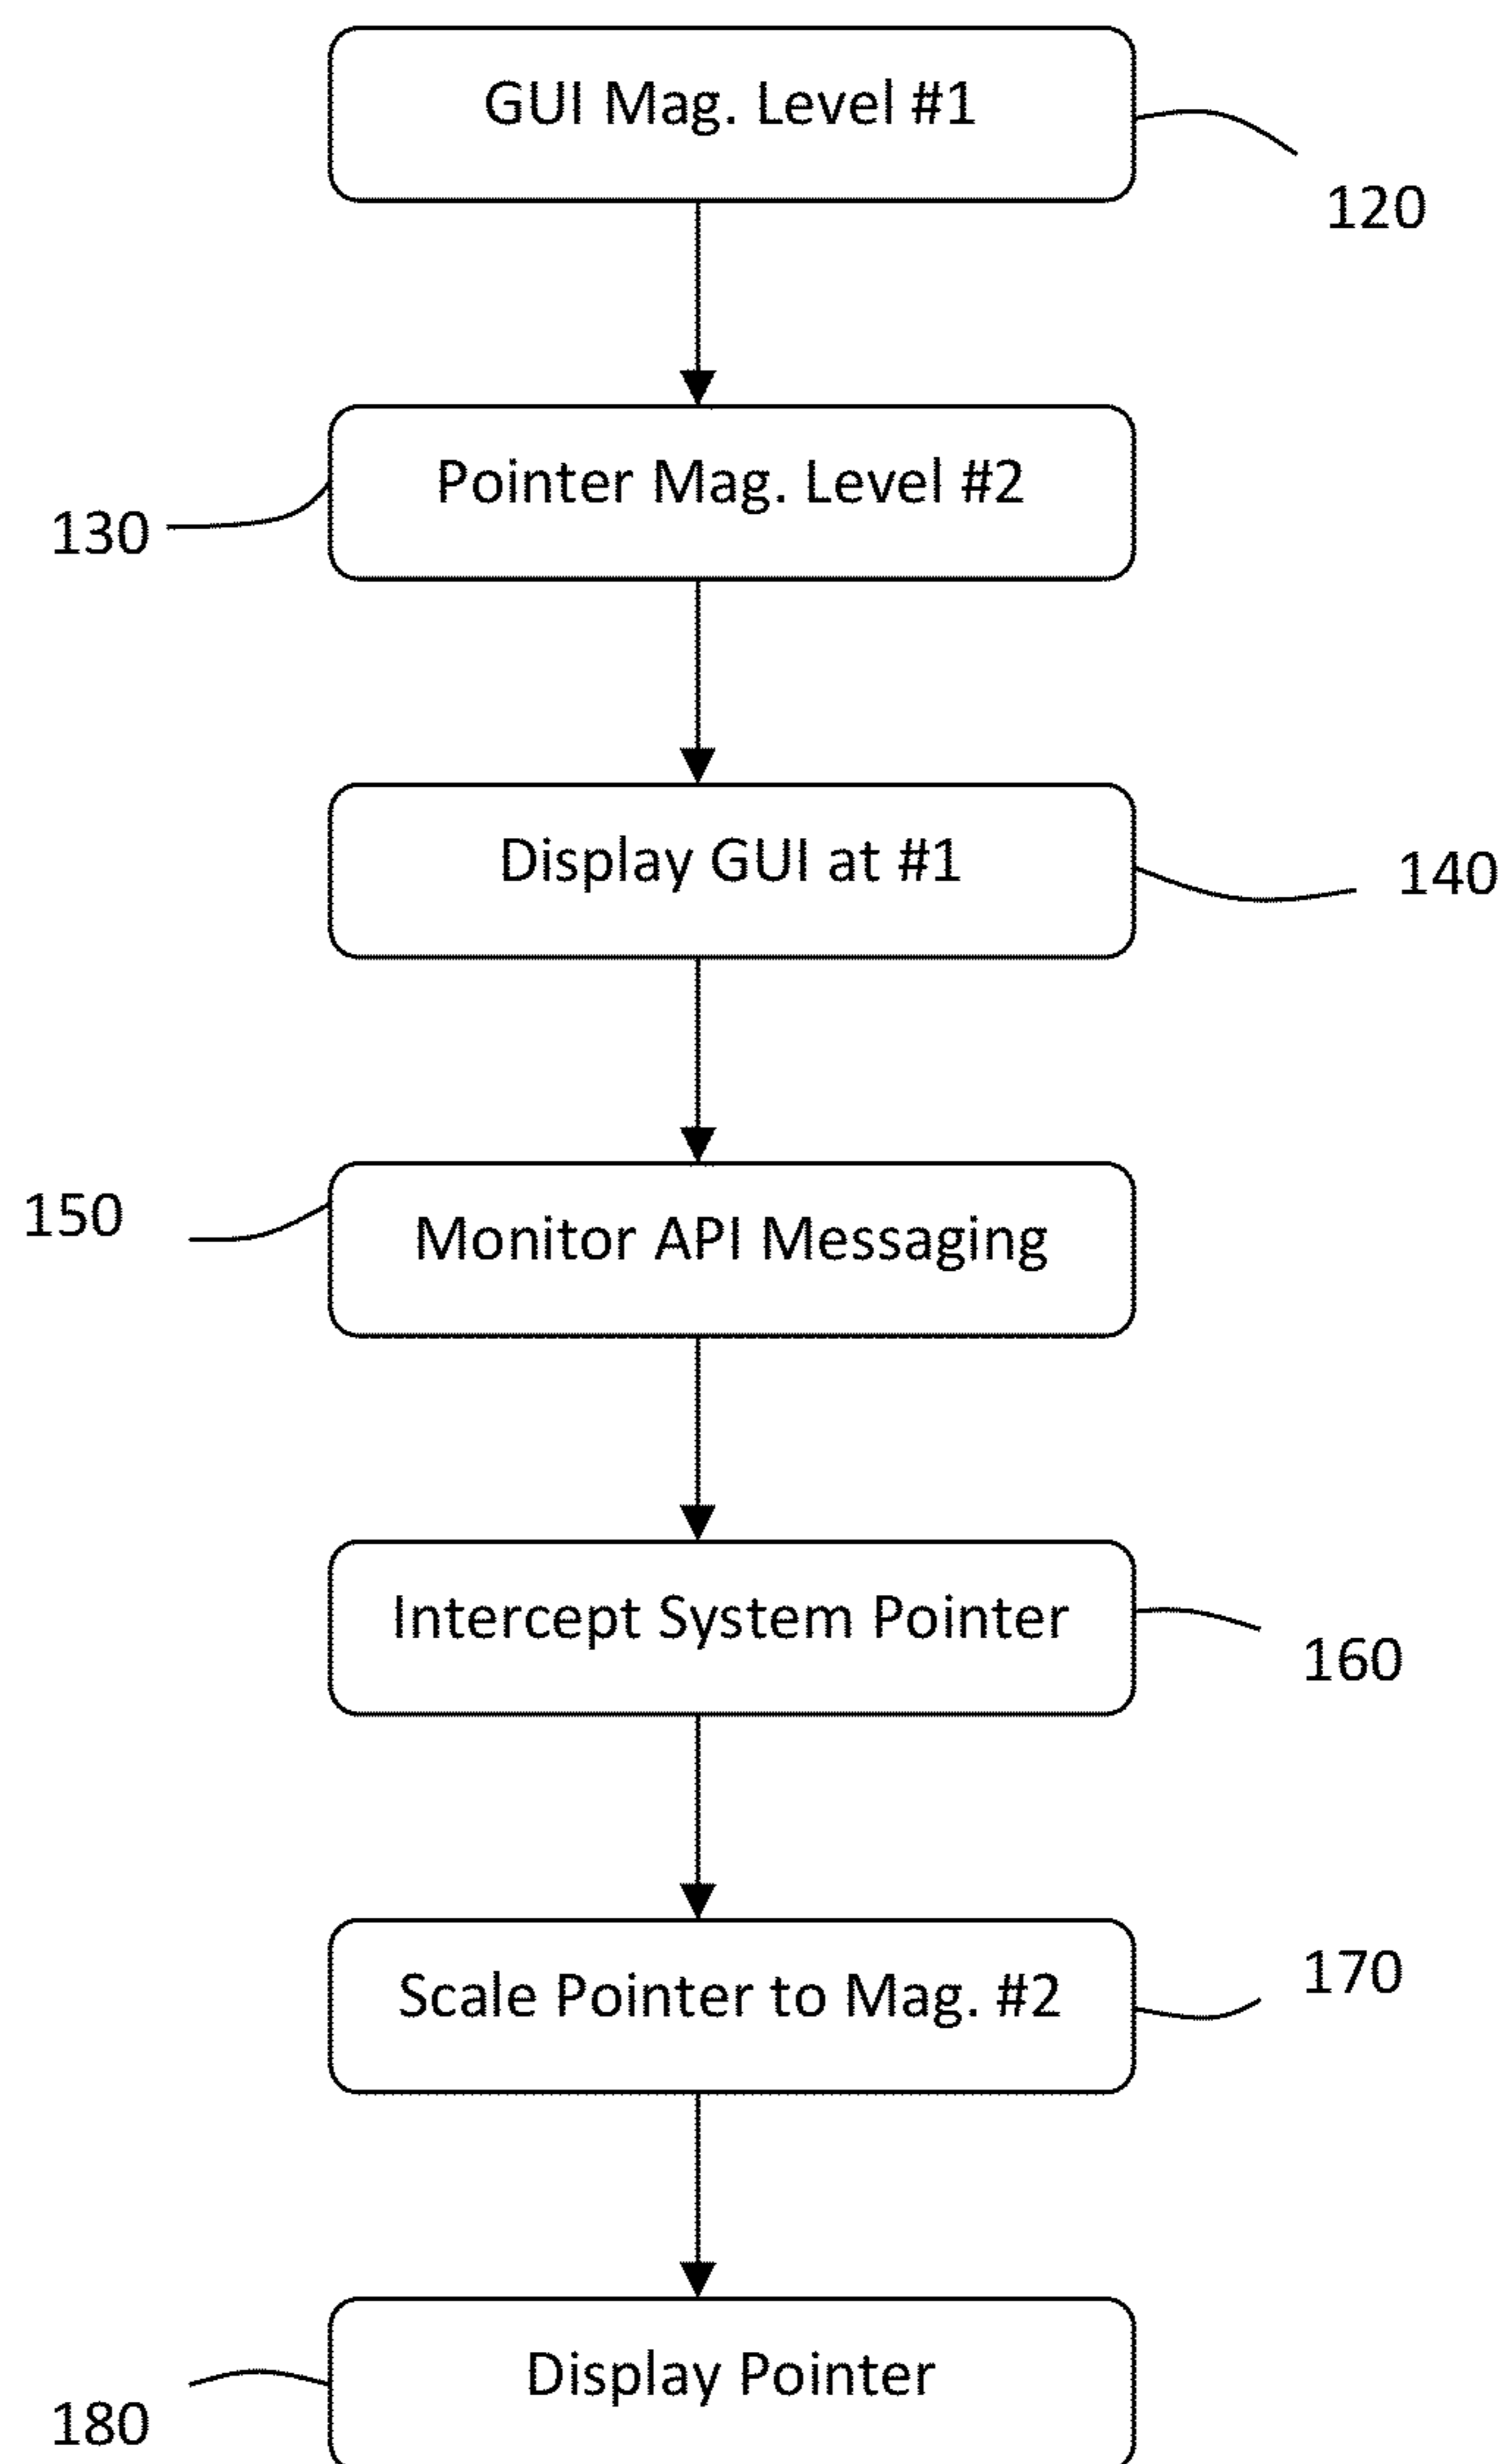 GUI Mag. Level #1
120
Pointer Mag. Level #2
130
Display GUI at #1
140
150
Monitor API Messaging
Intercept System Pointer
160
Scale Pointer to Mag. #2
170
Display Pointer
180